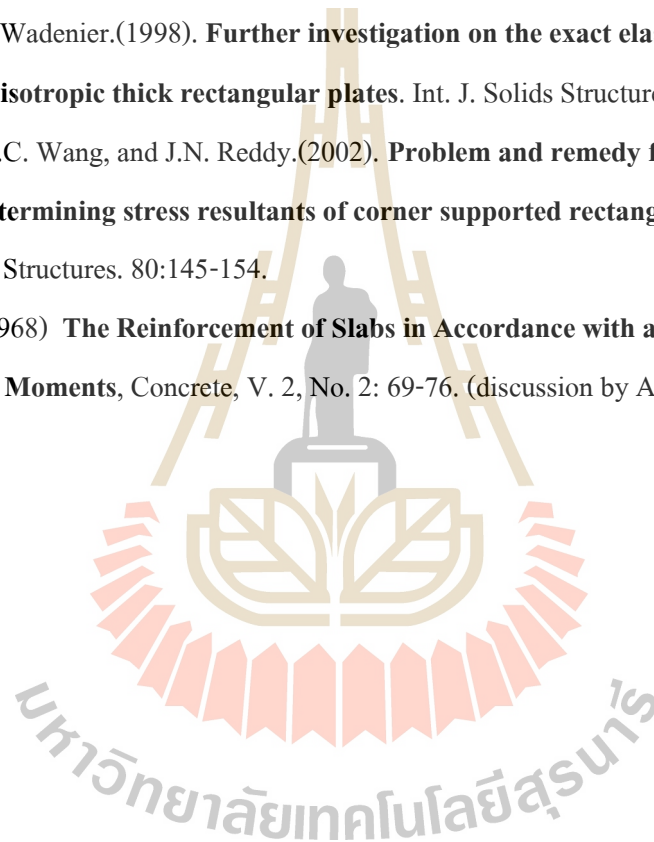 Wadenier.(1998). Further investigation on the exact ela
isotropic thick rectangular plates. Int. J. Solids Structure
.C. Wang, and J.N. Reddy.(2002). Problem and remedy f
termining stress resultants of corner supported rectang
Structures. 80:145-154.
968) The Reinforcement of Slabs in Accordance with a
Moments, Concrete, V. 2, No. 2: 69-76. (discussion by A
มหาวิทยาลัยเทคโนโลยีสุรนารี